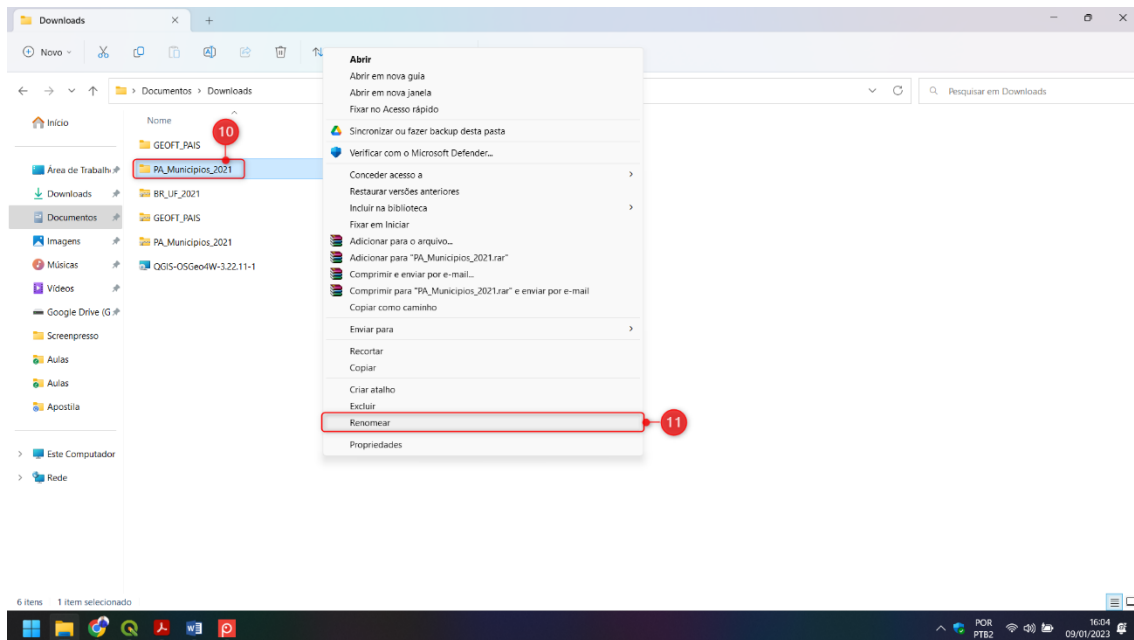 Downloads
Novo
Documentos > Downloads
Pesquisar em Downloads
Início
Área de Trabalh
Downloads
Documentos
Imagens
Músicas
Vídeos
Google Drive (G
Screenpresso
Aulas
Aulas
Apostila
Este Computador
Rede
Nome
10
GEOFT_PAIS
PA_Municipios_2021
BR_UF_2021
GEOFT_PAIS
PA_Municipios_2021
QGIS-OSGeo4W-3.22.11-1
Abrir
Abrir em nova guia
Abrir em nova janela
Fixar no Acesso rápido
Sincronizar ou fazer backup desta pasta
Verificar com o Microsoft Defender...
Conceder acesso a
Restaurar versões anteriores
Incluir na biblioteca
Fixar em Iniciar
Adicionar para o arquivo...
Adicionar para "PA_Municipios_2021.rar"
Comprimir e enviar por e-mail...
Comprimir para "PA_Municipios_2021.rar" e enviar por e-mail
Copiar como caminho
Enviar para
Recortar
Copiar
Criar atalho
Excluir
Renomear
11
Propriedades
6 itens 1 item selecionado
POR
PTB2
16:04
09/01/2023